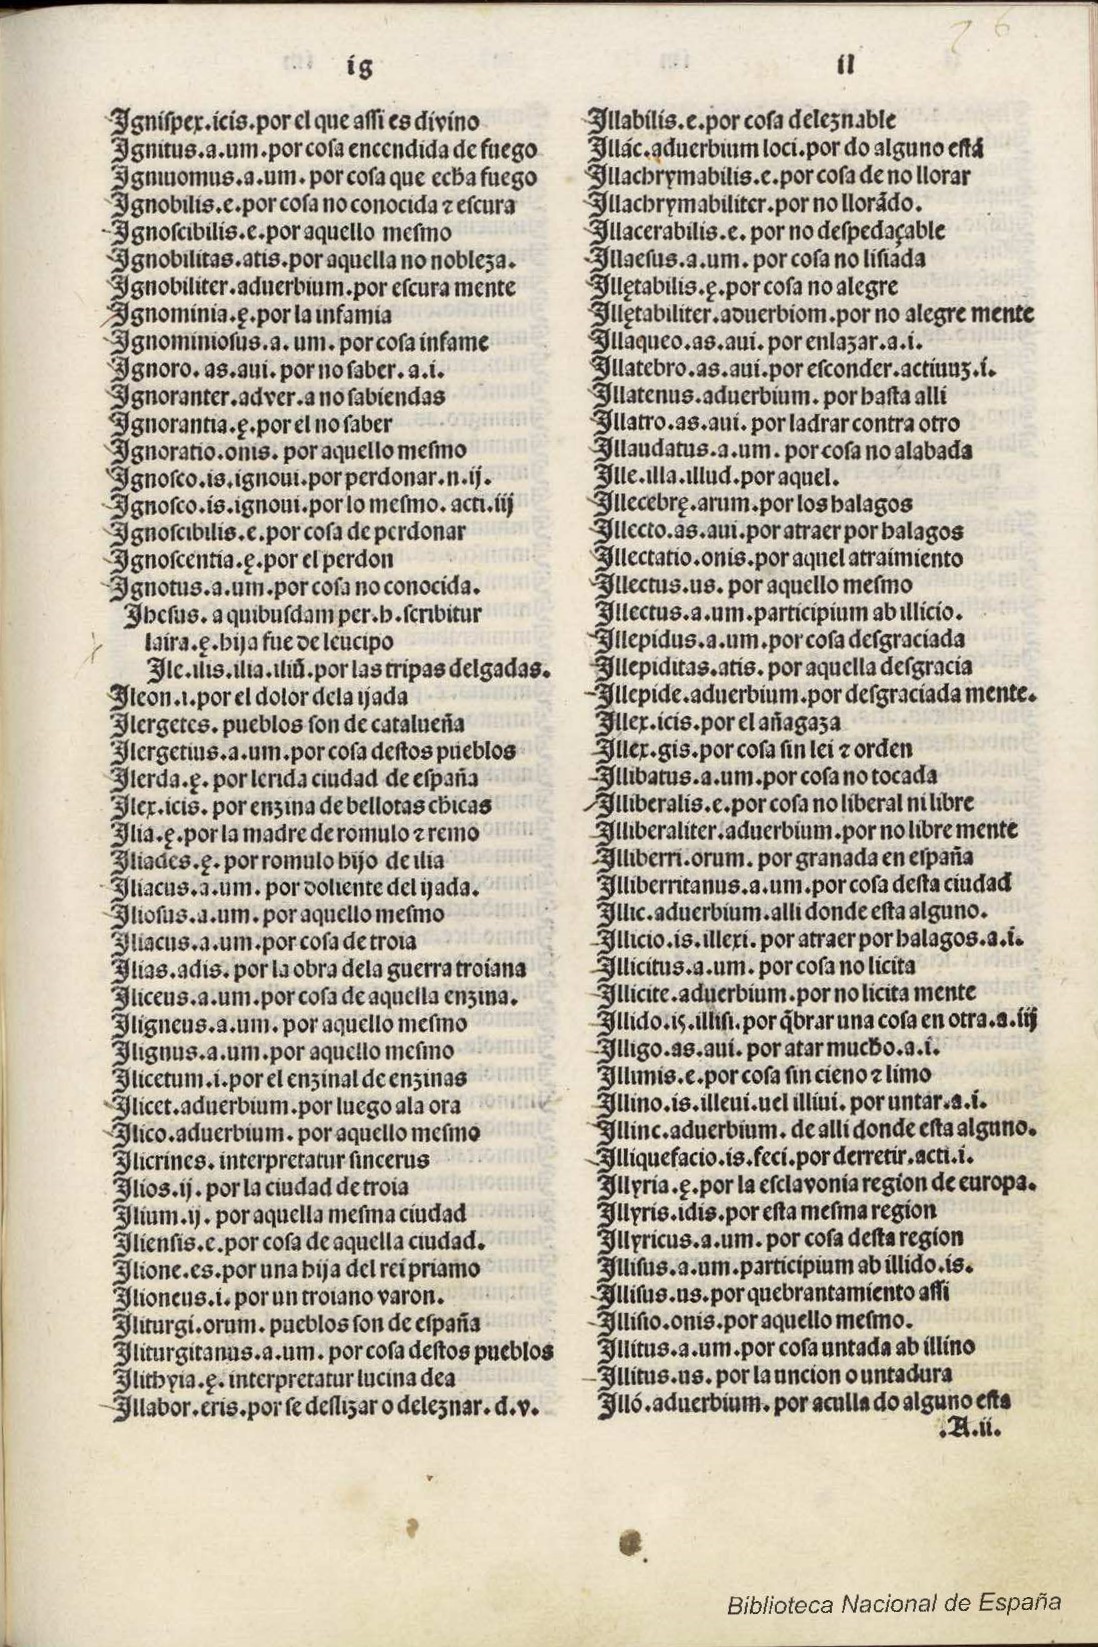 ig
Igniſpex.icis.por el que aſſi es divino
Ignitus.a.um.por coſa encendida de fuego
Igniuomus.a.um.por coſa que echa fuego
Ignobilis.e.por coſa no conocida ⁊ eſcura
Ignoſcibilis.e.por aquello meſmo
Ignobilitas.atis.por aquella no nobleza.
Ignobiliter.aduerbium.por eſcura mente
Ignominia.ę.por la infamia
Ignominioſus.a.um.por coſa infame
Ignoro.as.aui.por no ſaber.a.i.
Ignoranter.adver.a no ſabiendas
Ignorantia.ę.por el no ſaber
Ignoratio.onis.por aquello meſmo
Ignoſco.is.ignoui.por perdonar.n.ij.
Ignoſco.is.ignoui.por lo meſmo.acti.iij
Ignoſcibilis.e.por coſa de perdonar
Ignoſcentia.ę.por el perdon
Ignotus.a.um.por coſa no conocida.
Iheſus.a quibuſdam per.h.ſcribitur
laira.ę.hija fue de leucipo
Ile.ilis.ilia.iliū.por las tripas delgadas.
Ileon.i.por el dolor dela ijada
Ilergetes.pueblos ſon de catalueña
Ilergetius.a.um.por coſa deſtos pueblos
Ilerda.ę.por lerida ciudad de eſpaña
Ilex.icis.por enzina de bellotas chicas
Ilia.ę.por la madre de romulo ⁊ remo
Iliades.ę.por romulo hijo de ilia
Iliacus.a.um.por doliente del ijada.
Ilioſus.a.um.por aquello meſmo
Iliacus.a.um.por coſa de troia
Ilias.adis.por la obra dela guerra troiana
Iliceus.a.um.por coſa de aquella enzina.
Iligneus.a.um.por aquello meſmo
Ilignus.a.um.por aquello meſmo
Ilicetum.i.por el enzinal de enzinas
Ilicet.aduerbium.por luego ala ora
Ilico.aduerbium.por aquello meſmo
Ilicrines.interpretatur ſincerus
Ilios.ij.por la ciudad de troia
Ilium.ij.por aquella meſma ciudad
Ilienſis.e.por coſa de aquella ciudad.
Ilione.es.por una hija del rei priamo
Ilioneus.i.por un troiano varon.
Iliturgi.orum.pueblos ſon de eſpaña
Iliturgitanus.a.um.por coſa deſtos pueblos
Ilithyia.ę.interpretatur lucina dea
Illabor.eris.por ſe deſlizar o deleznar.d.v.
il
Illabilis.e.por coſa deleznable
Illác.aduerbium loci.por do alguno eſtá
Illachrymabilis.e.por coſa de no llorar
Illachrymabiliter.por no llorādo.
Illacerabilis.e.por no deſpedaçable
Illaeſus.a.um.por coſa no liſiada
Illętabilis.ę.por coſa no alegre
Illętabiliter.aduerbiom.por no alegre mente
Illaqueo.as.aui.por enlazar.a.i.
Illatebro.as.aui.por eſconder.actiuuʒ.i.
Illatenus.aduerbium.por haſta alli
Illatro.as.aui.por ladrar contra otro
Illaudatus.a.um.por coſa no alabada
Ille.illa.illud.por aquel.
Illecebrę.arum.por los halagos
Illecto.as.aui.por atraer por halagos
Illectatio.onis.por aquel atraimiento
Illectus.us.por aquello meſmo
Illectus.a.um.participium ab illicio.
Illepidus.a.um.por coſa deſgraciada
Illepiditas.atis.por aquella deſgracia
Illepide.aduerbium.por deſgraciada mente.
Illex.icis.por el añagaza
Illex.gis.por coſa ſin lei ⁊ orden
Illibatus.a.um.por coſa no tocada
Illiberalis.e.por coſa no liberal ni libre
Illiberaliter.aduerbium.por no libre mente
Illiberri.orum.por granada en eſpaña
Illiberritanus.a.um.por coſa deſta ciudad
Illic.aduerbium.alli donde eſta alguno.
Illicio.is.illexi.por atraer por halagos.a.i.
Illicitus.a.um.por coſa no licita
Illicite.aduerbium.por no licita mente
Illido.is.illiſi.por q̄brar una coſa en otra.a.iij
Illigo.as.aui.por atar mucho.a.i.
Illimis.e.por coſa ſin cieno ⁊ limo
Illino.is.illeui.uel illiui.por untar.a.i.
Illinc.aduerbium.de alli donde eſta alguno.
Illiquefacio.is.feci.por derretir.acti.i.
Illyria.ę.por la eſclavonia region de europa.
Illyris.idis.por eſta meſma region
Illyricus.a.um.por coſa deſta region
Illiſus.a.um.participium ab illido.is.
Illiſus.us.por quebrantamiento aſſi
Illiſio.onis.por aquello meſmo.
Illitus.a.um.por coſa untada ab illino
Illitus.us.por la uncion o untadura
Illó.aduerbium.por aculla do alguno eſta
.A.ii.
Biblioteca Nacional de España